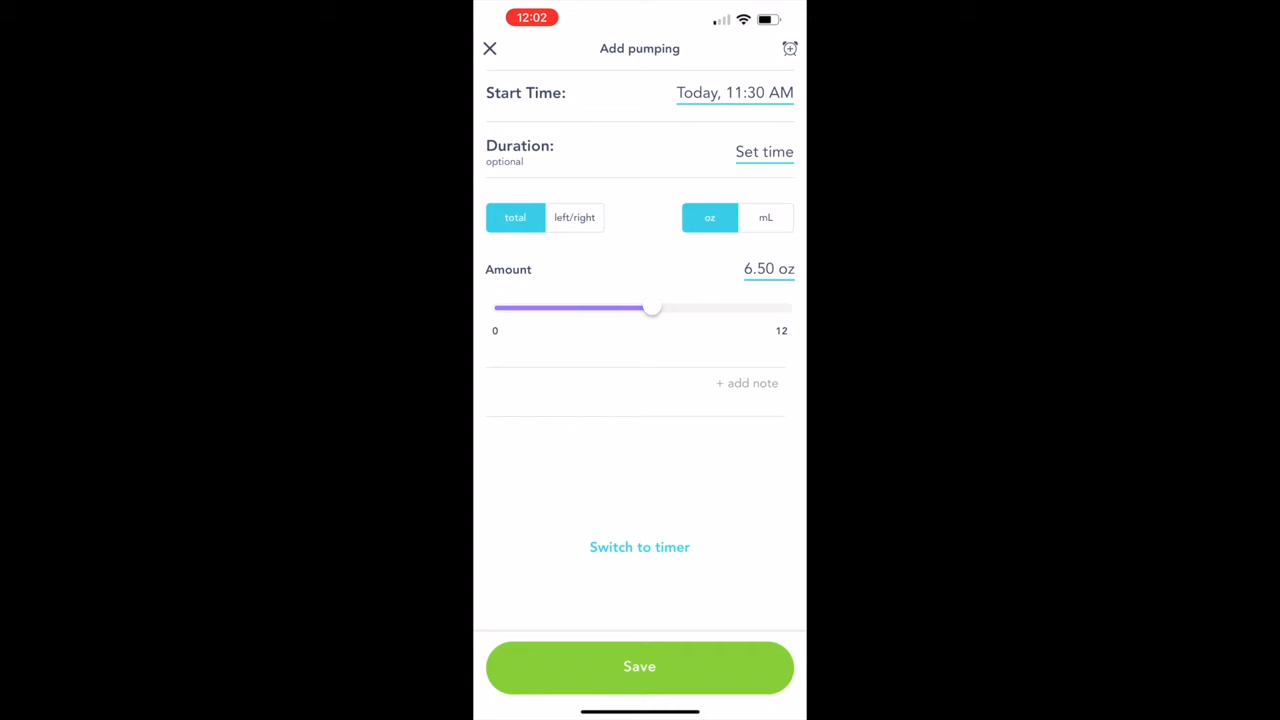 12:02
Add pumping
Start Time: Today, 11:30 AM
Duration:
optional
Set time
total left/right oz mL
Amount 6.50 oz
0 12
+ add note
Switch to timer
Save